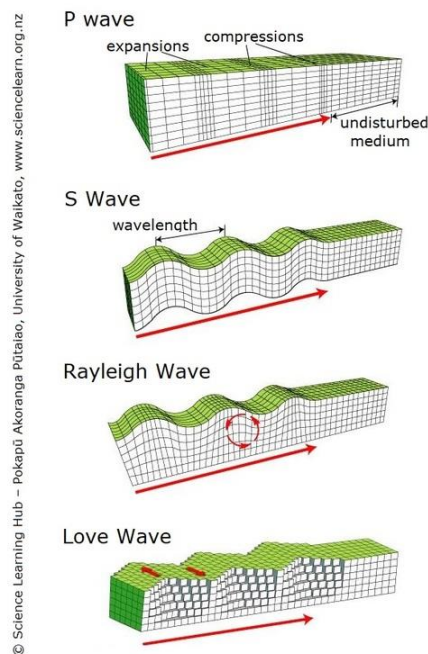 P wave
expansions
compressions
undisturbed
medium
S Wave
wavelength
Rayleigh Wave
Love Wave
© Science Learning Hub – Pokapū Akoranga Pūtaiao, University of Waikato, www.sciencelearn.org.nz